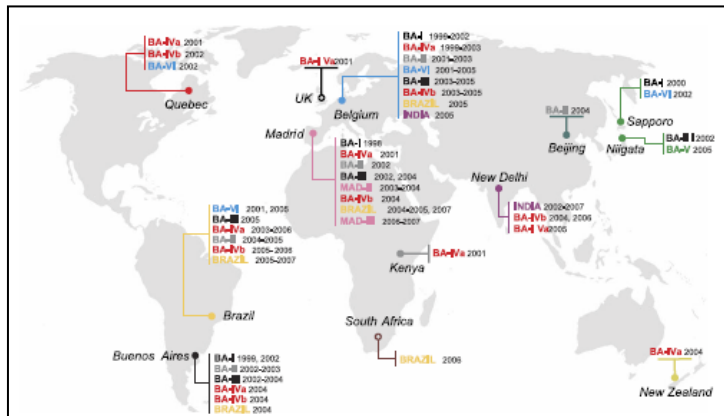 BA-IVa 2001
BA-IVb 2002
BA-VI 2002
Quebec
BA-IVa 2001
UK
BA-I 1999-2002
BA-IVa 1999-2003
BA-II 2001-2003
BA-VI 2001-2005
BA-III 2003-2005
BA-IVb 2003-2005
BRAZIL 2005
INDIA 2005
Belgium
BA-II 2004
Beijing
BA-I 2000
BA-VI 2002
Sapporo
BA-III 2002
BA-V 2005
Niigata
Madrid
BA-I 1998
BA-IVa 2001
BA-II 2002
BA-III 2002, 2004
2003-2004
BA-IVb 2004
BRAZIL 2004-2005, 2007
2006-2007
New Delhi
INDIA 2002-2007
BA-IVb 2004, 2006
BA-IVa 2006
BA-VI 2001, 2005
BA-III 2005
BA-IVa 2003-2006
BA-II 2004-2005
BA-IVb 2005-2006
BRAZIL 2005-2007
Brazil
BA-IVa 2001
Kenya
South Africa
BRAZIL 2006
Buenos Aires
BA-I 1999, 2002
BA-II 2002-2003
BA-III 2002-2004
BA-IVa 2004
BA-IVb 2004
BRAZIL 2004
BA-IVa 2004
New Zealand